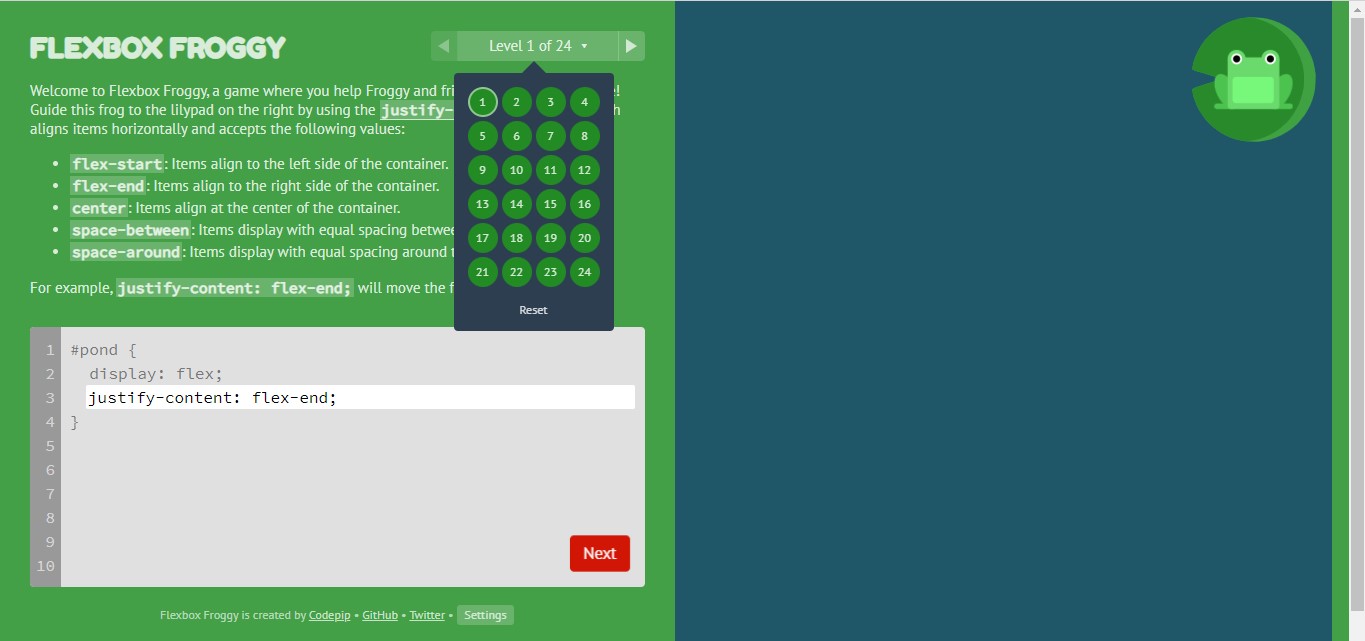 FLEXBOX FROGGY
Level 1 of 24
Welcome to Flexbox Froggy, a game where you help Froggy and
Guide this frog to the lilypad on the right by using the justify-
aligns items horizontally and accepts the following values:
flex-start: Items align to the left side of the container.
flex-end: Items align to the right side of the container.
center: Items align at the center of the container.
space-between: Items display with equal spacing
space-around: Items display with equal spacing around
For example, justify-content: flex-end; will move the
1 2 3 4
5 6 7 8
9 10 11 12
13 14 15 16
17 18 19 20
21 22 23 24
Reset
1 #pond {
2 display: flex;
3 justify-content: flex-end;
4 }
5
6
7
8
9
10
Next
Flexbox Froggy is created by Codepip • GitHub • Twitter • Settings